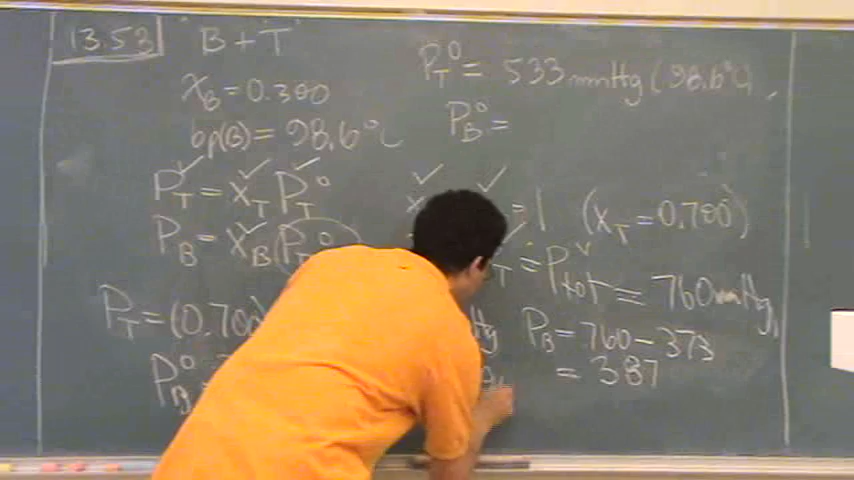 13.53 B + T
P_T° = 533 mmHg (98.6°C)
x_B = 0.300
P_B° =
bp(B) = 98.6°C
P_T = x_T P_T°
= 1 (x_T = 0.700)
P_B = x_B
T = P_tot = 760 mmHg
P_T = (0.700
P_B = 760 - 373
P_B°
= 387